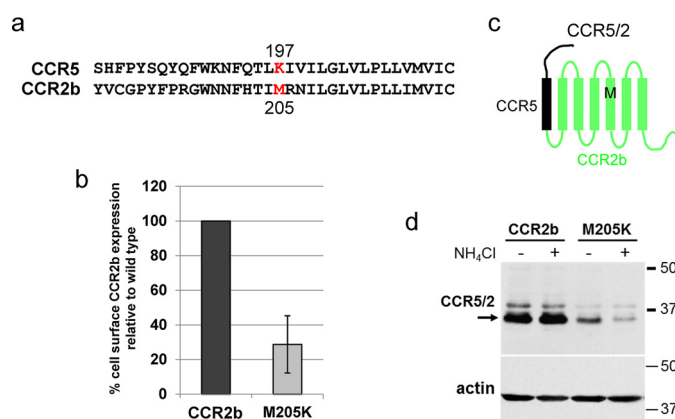 a
197
CCR5 SHFPYSQYQFWKNFQTLKIVILGLVLPLLVMVIC
CCR2b YVCGPYFPRGWNNFHTIMRNILGLVLPLLIMVIC
205
b
% cell surface CCR2b expression
relative to wild type
120
100
80
60
40
20
0
CCR2b M205K
c
CCR5/2
CCR5
M
CCR2b
d
CCR2b M205K
NH₄Cl - + - +
50
CCR5/2
37
50
actin
37